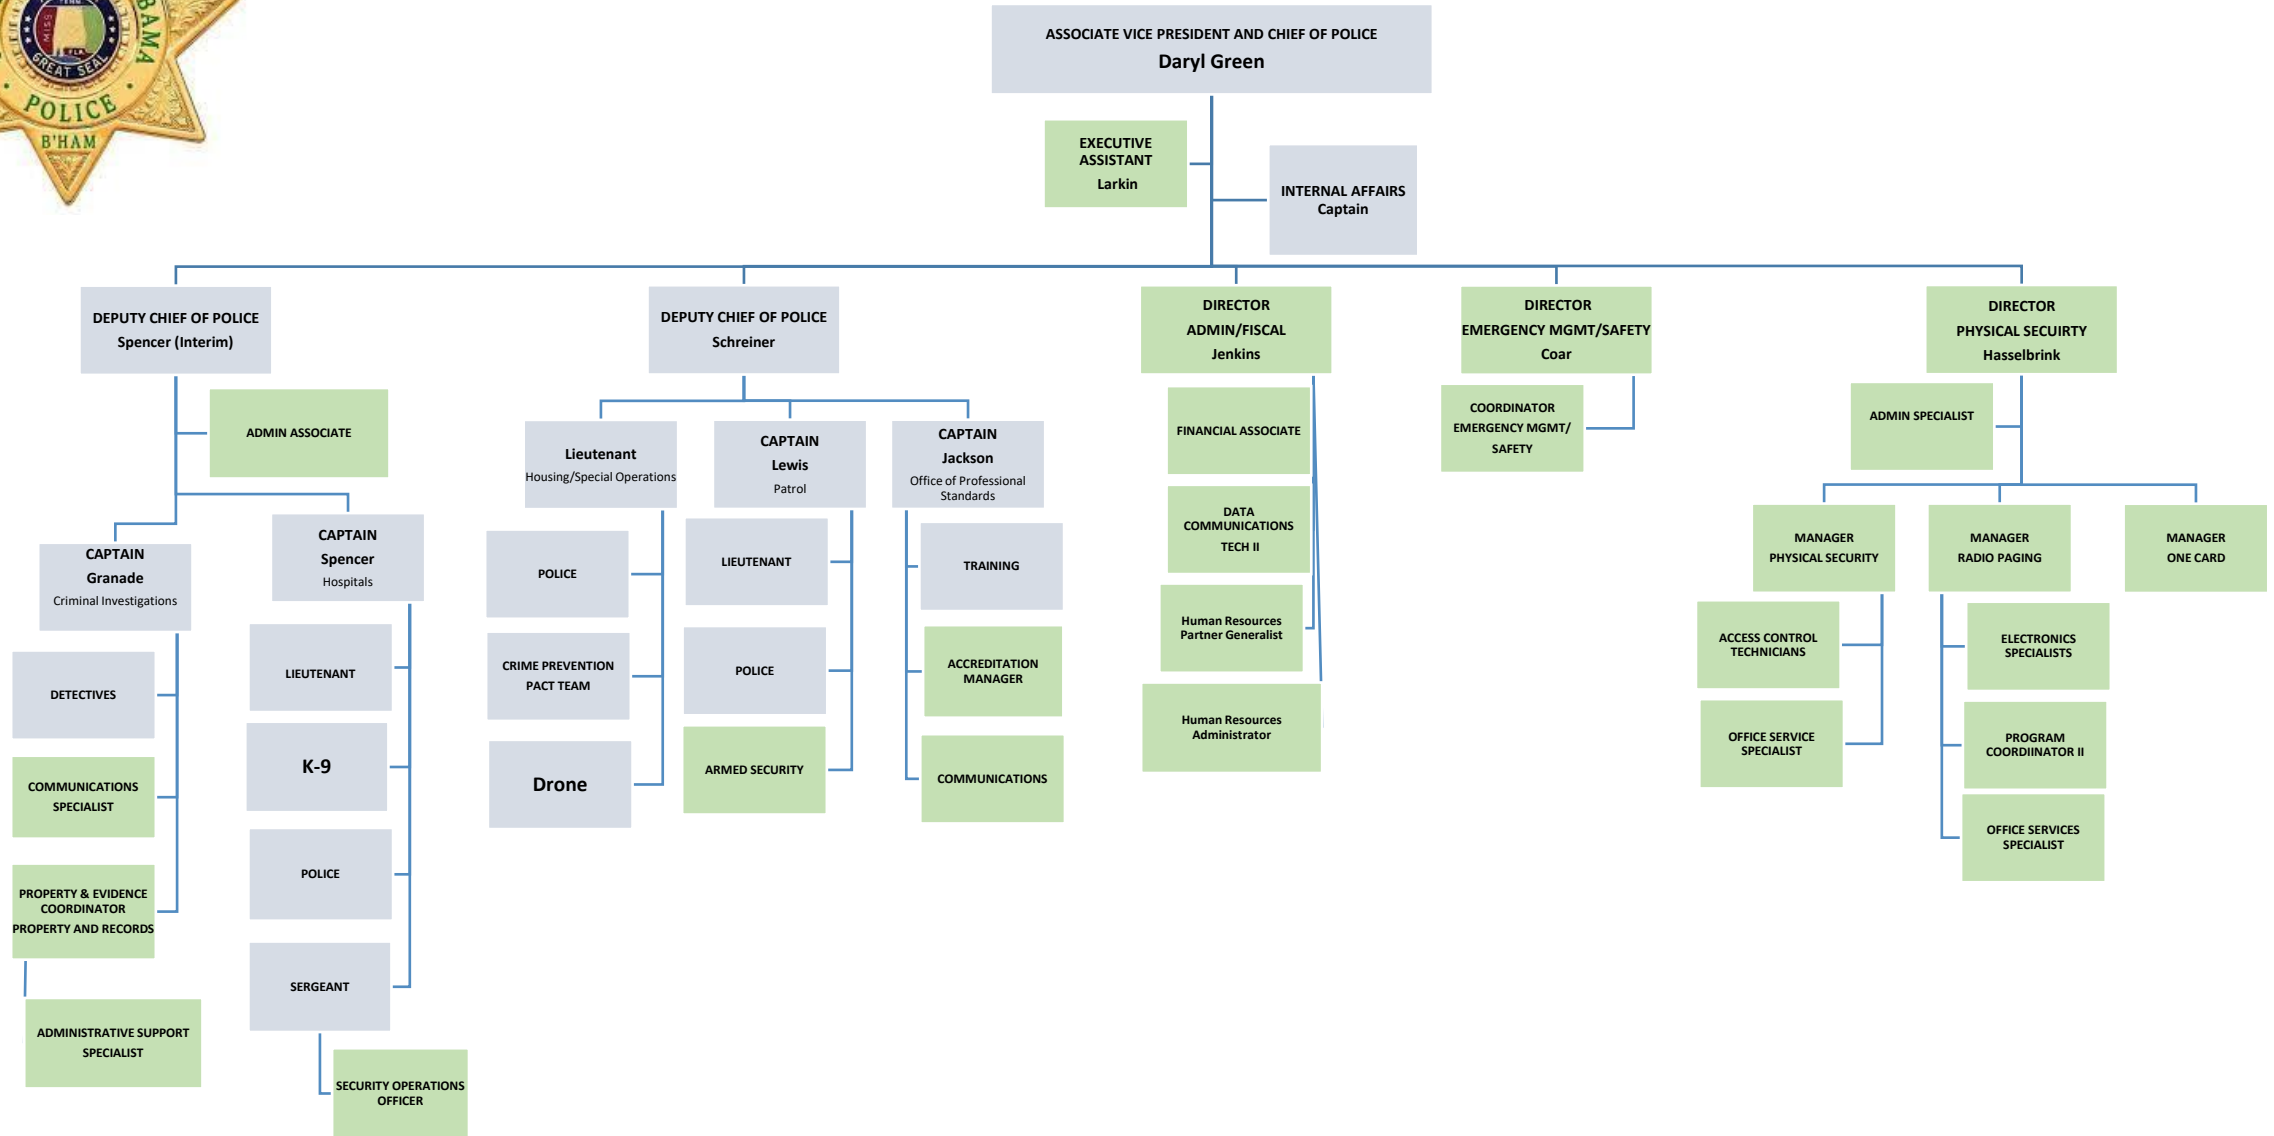 BAMA
TENN
MISS
FLA.
GREAT SEAL
POLICE
B'HAM
ASSOCIATE VICE PRESIDENT AND CHIEF OF POLICE
Daryl Green
EXECUTIVE
ASSISTANT
Larkin
INTERNAL AFFAIRS
Captain
DEPUTY CHIEF OF POLICE
Spencer (Interim)
DEPUTY CHIEF OF POLICE
Schreiner
DIRECTOR
ADMIN/FISCAL
Jenkins
DIRECTOR
EMERGENCY MGMT/SAFETY
Coar
DIRECTOR
PHYSICAL SECUIRTY
Hasselbrink
ADMIN ASSOCIATE
CAPTAIN
Granade
Criminal Investigations
DETECTIVES
COMMUNICATIONS
SPECIALIST
PROPERTY & EVIDENCE
COORDINATOR
PROPERTY AND RECORDS
ADMINISTRATIVE SUPPORT
SPECIALIST
CAPTAIN
Spencer
Hospitals
LIEUTENANT
K-9
POLICE
SERGEANT
SECURITY OPERATIONS
OFFICER
Lieutenant
Housing/Special Operations
POLICE
CRIME PREVENTION
PACT TEAM
Drone
CAPTAIN
Lewis
Patrol
LIEUTENANT
POLICE
ARMED SECURITY
CAPTAIN
Jackson
Office of Professional
Standards
TRAINING
ACCREDITATION
MANAGER
COMMUNICATIONS
FINANCIAL ASSOCIATE
DATA
COMMUNICATIONS
TECH II
Human Resources
Partner Generalist
Human Resources
Administrator
COORDINATOR
EMERGENCY MGMT/
SAFETY
ADMIN SPECIALIST
MANAGER
PHYSICAL SECURITY
ACCESS CONTROL
TECHNICIANS
OFFICE SERVICE
SPECIALIST
MANAGER
RADIO PAGING
ELECTRONICS
SPECIALISTS
PROGRAM
COORDIINATOR II
OFFICE SERVICES
SPECIALIST
MANAGER
ONE CARD